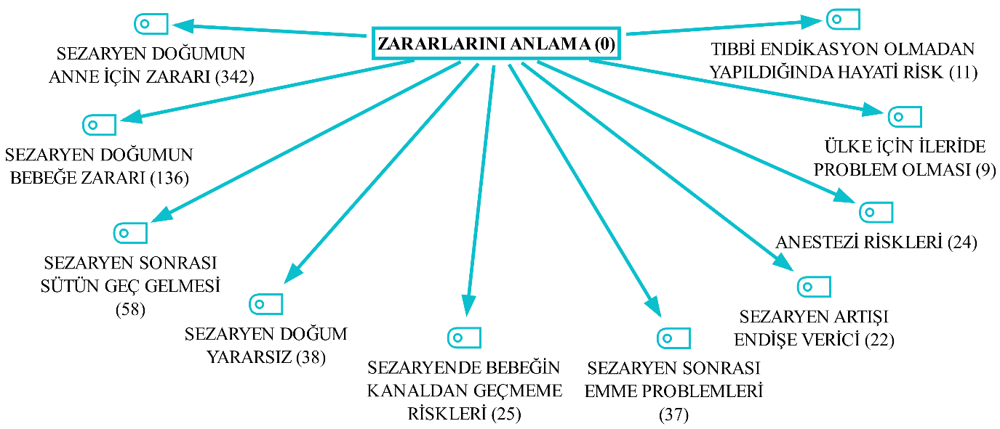 ZARARLARINI ANLAMA (0)
SEZARYEN DOĞUMUN
ANNE İÇİN ZARARI (342)
SEZARYEN DOĞUMUN
BEBEĞE ZARARI (136)
SEZARYEN SONRASI
SÜTÜN GEÇ GELMESİ
(58)
SEZARYEN DOĞUM
YARARSIZ (38)
SEZARYENDE BEBEĞİN
KANALDAN GEÇMEME
RİSKLERİ (25)
SEZARYEN SONRASI
EMME PROBLEMLERİ
(37)
SEZARYEN ARTIŞI
ENDİŞE VERİCİ (22)
ANESTEZİ RİSKLERİ (24)
ÜLKE İÇİN İLERİDE
PROBLEM OLMASI (9)
TIBBİ ENDİKASYON OLMADAN
YAPILDIĞINDA HAYATİ RİSK (11)